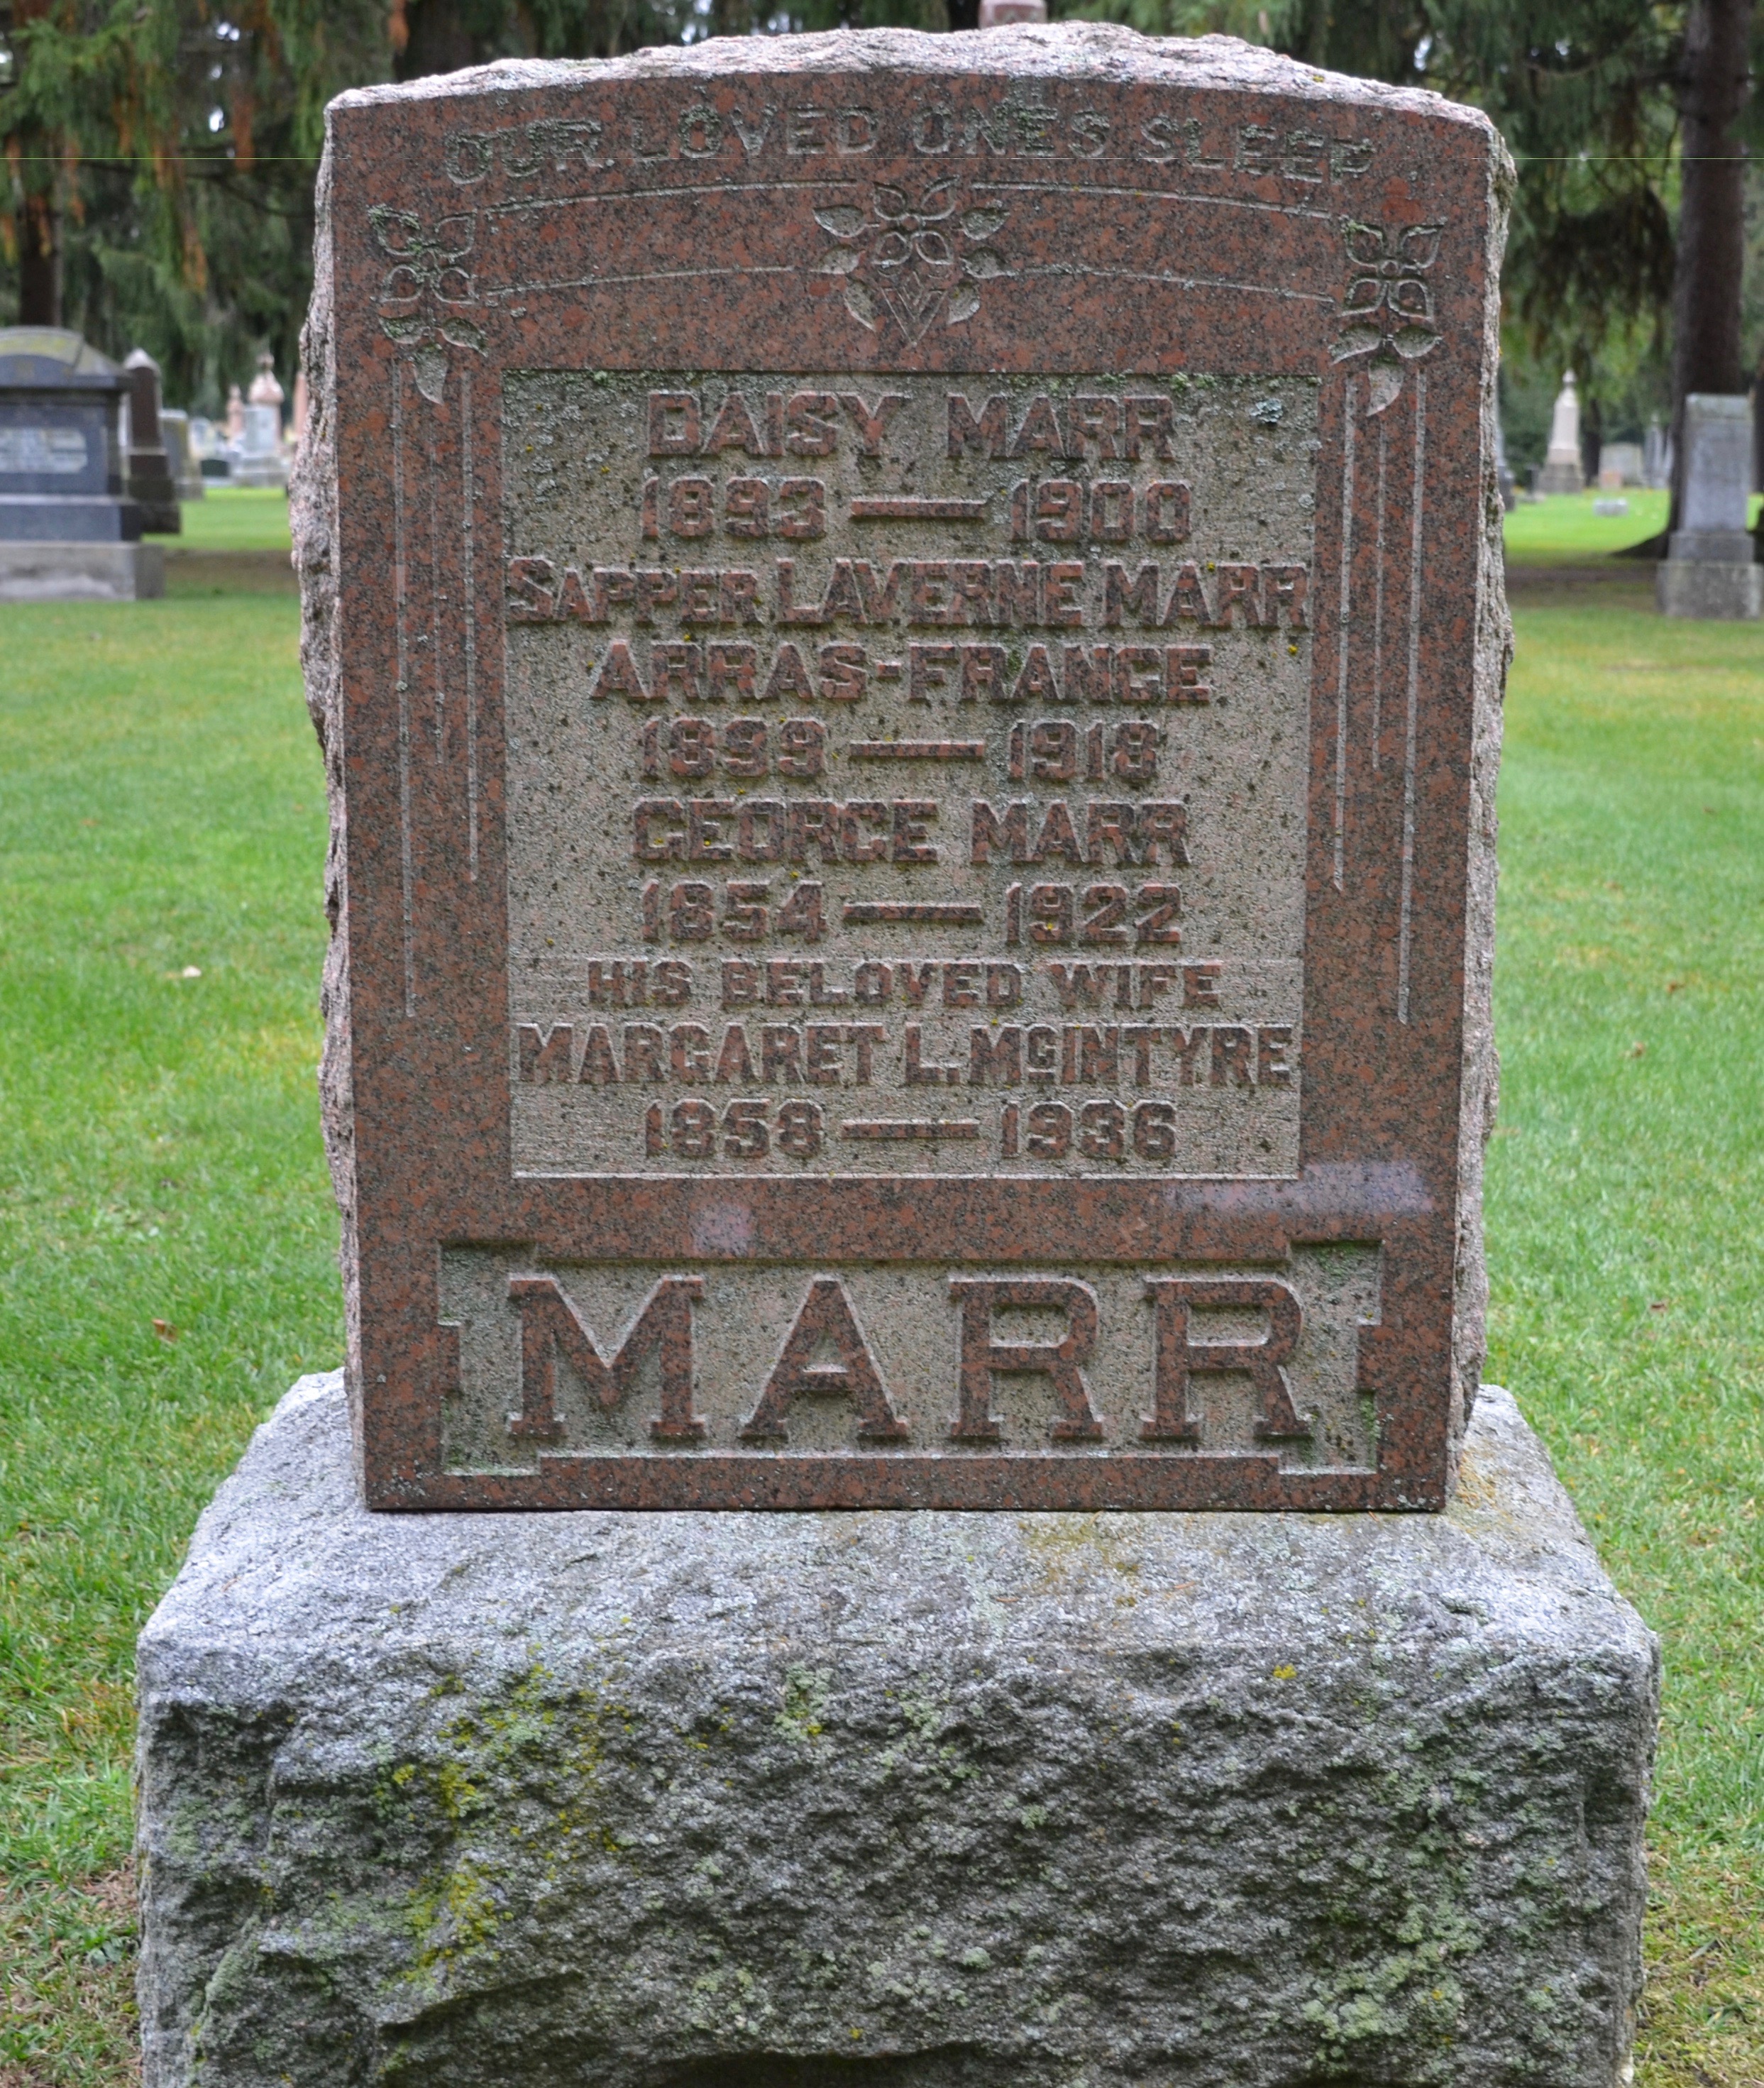 OUR LOVED ONES SLEEP
DAISY MARR
1893 — 1900
SAPPER LAVERNE MARR
ARRAS-FRANCE
1899 — 1918
GEORGE MARR
1854 — 1922
HIS BELOVED WIFE
MARGARET L. McINTYRE
1858 — 1936
MARR